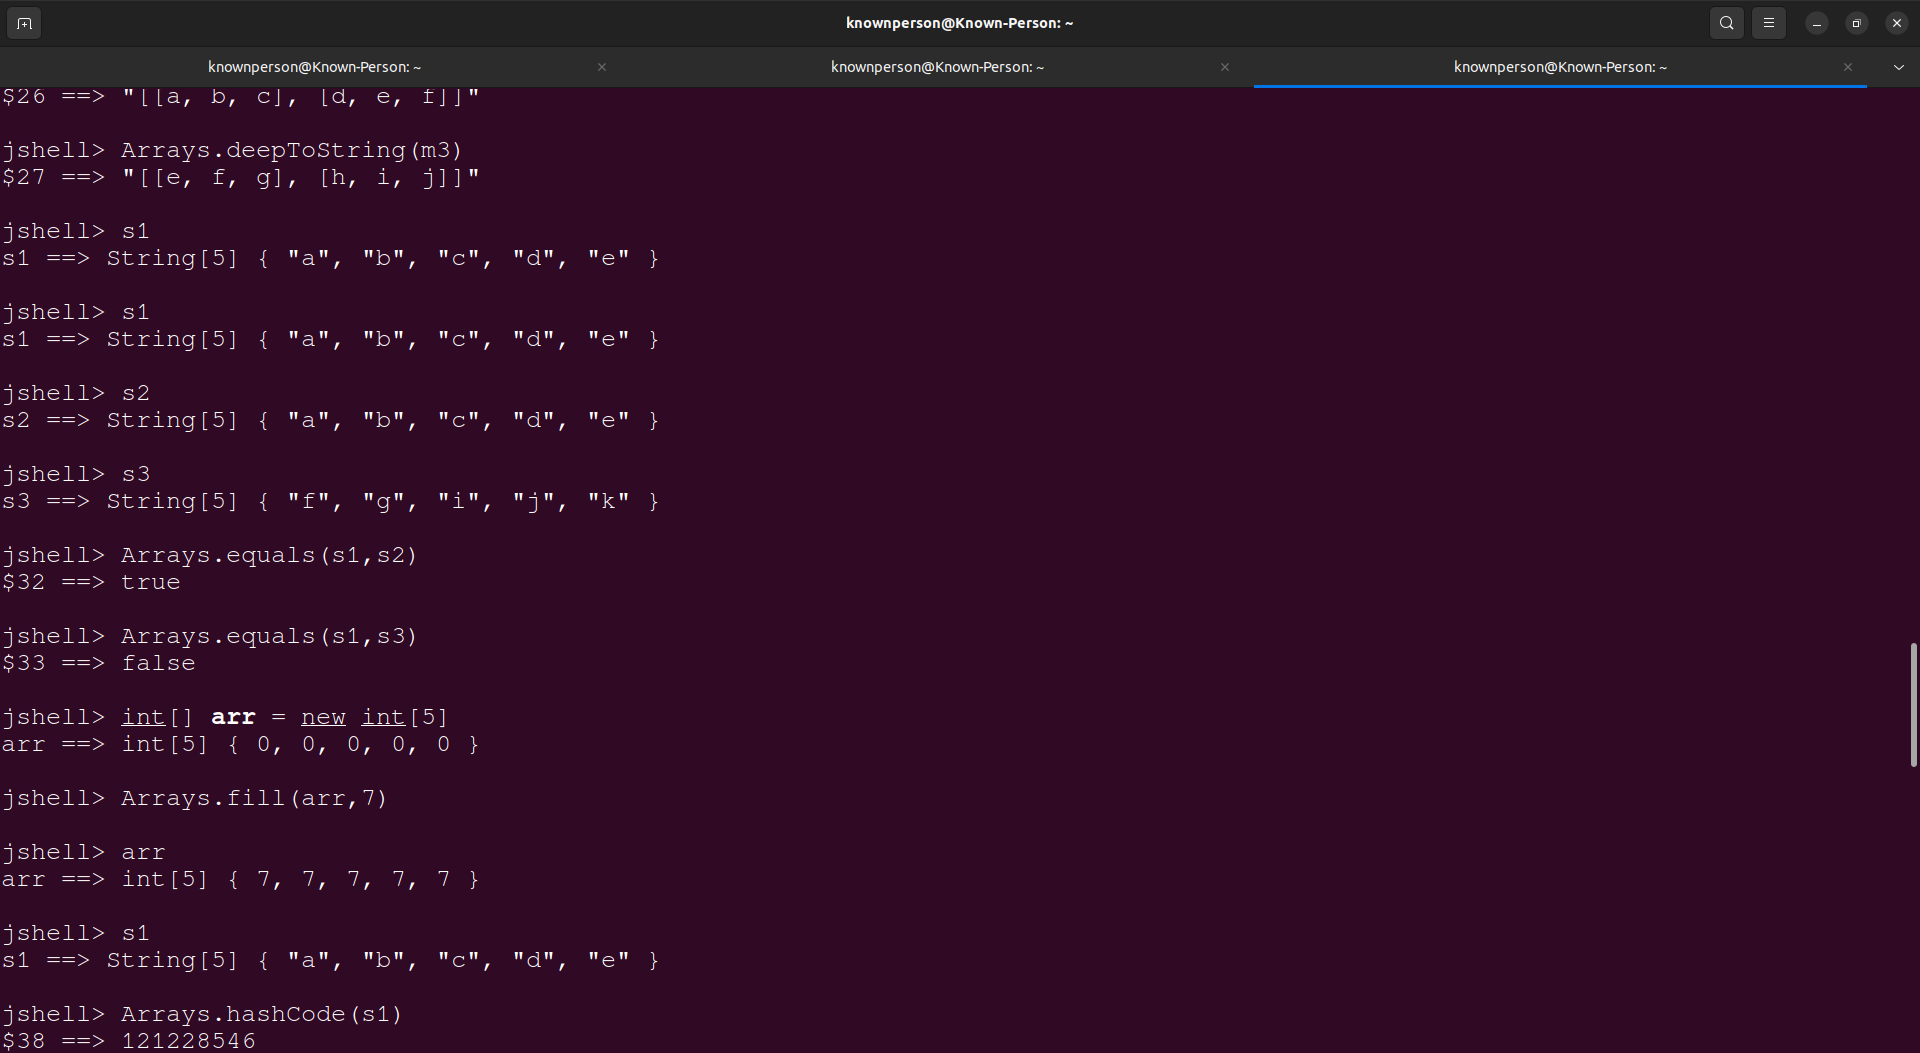 knownperson@Known-Person: ~
knownperson@Known-Person: ~
knownperson@Known-Person: ~
knownperson@Known-Person: ~
$26 ==> "[[a, b, c], [d, e, f]]"
jshell> Arrays.deepToString(m3)
$27 ==> "[[e, f, g], [h, i, j]]"
jshell> s1
s1 ==> String[5] { "a", "b", "c", "d", "e" }
jshell> s1
s1 ==> String[5] { "a", "b", "c", "d", "e" }
jshell> s2
s2 ==> String[5] { "a", "b", "c", "d", "e" }
jshell> s3
s3 ==> String[5] { "f", "g", "i", "j", "k" }
jshell> Arrays.equals(s1,s2)
$32 ==> true
jshell> Arrays.equals(s1,s3)
$33 ==> false
jshell> int[] arr = new int[5]
arr ==> int[5] { 0, 0, 0, 0, 0 }
jshell> Arrays.fill(arr,7)
jshell> arr
arr ==> int[5] { 7, 7, 7, 7, 7 }
jshell> s1
s1 ==> String[5] { "a", "b", "c", "d", "e" }
jshell> Arrays.hashCode(s1)
$38 ==> 121228546